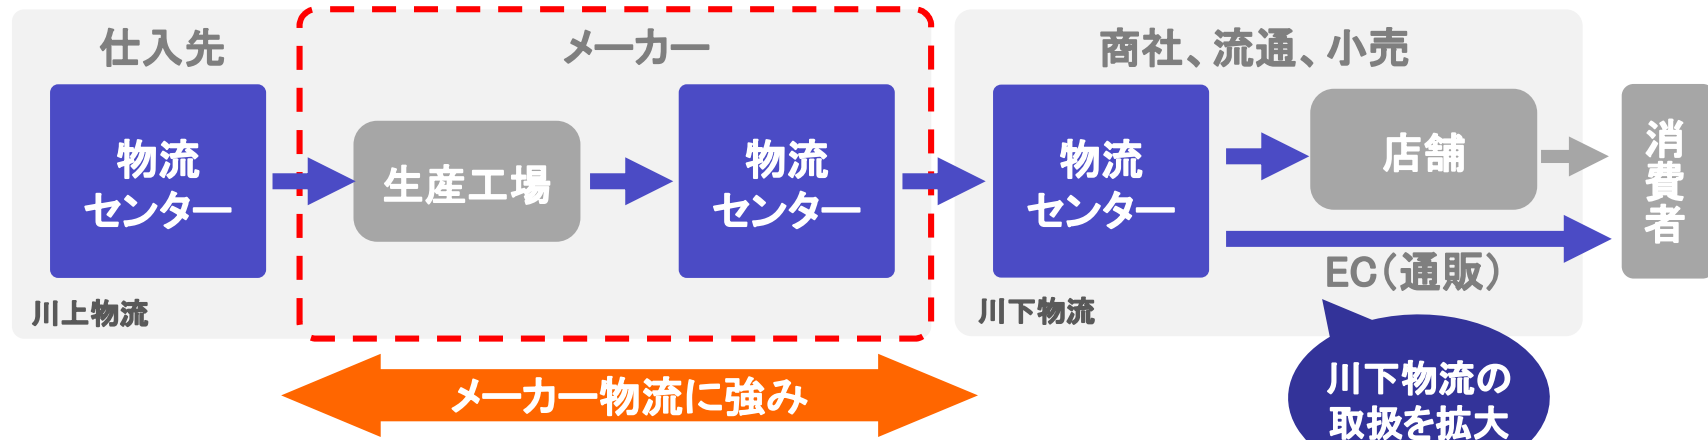 仕入先
メーカー
商社、流通、小売
物流
センター
生産工場
物流
センター
物流
センター
店舗
消費者
EC(通販)
川上物流
川下物流
メーカー物流に強み
川下物流の
取扱を拡大